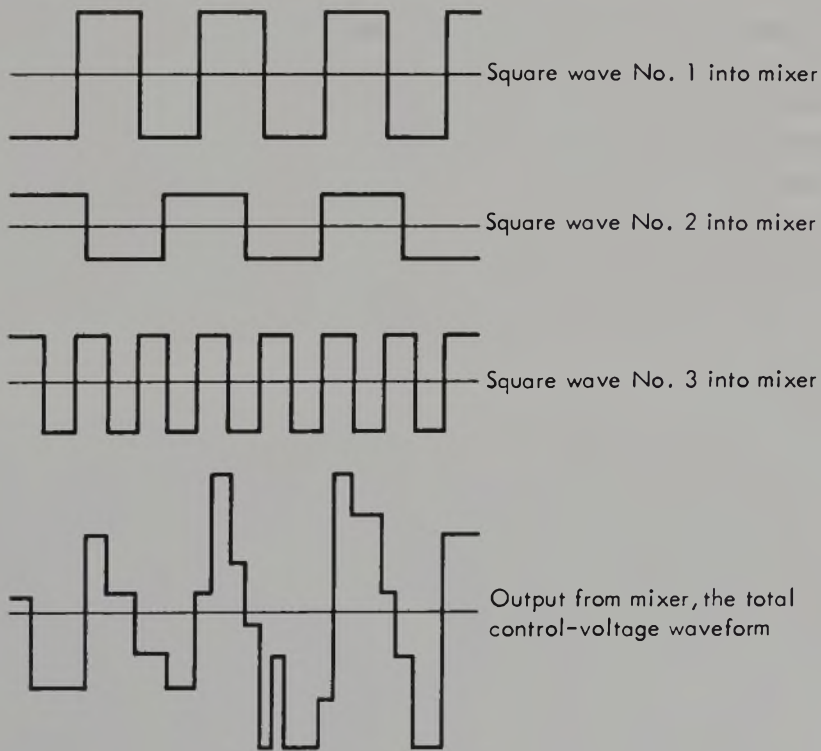 Square wave No. 1 into mixer
Square wave No. 2 into mixer
Square wave No. 3 into mixer
Output from mixer, the total
control-voltage waveform